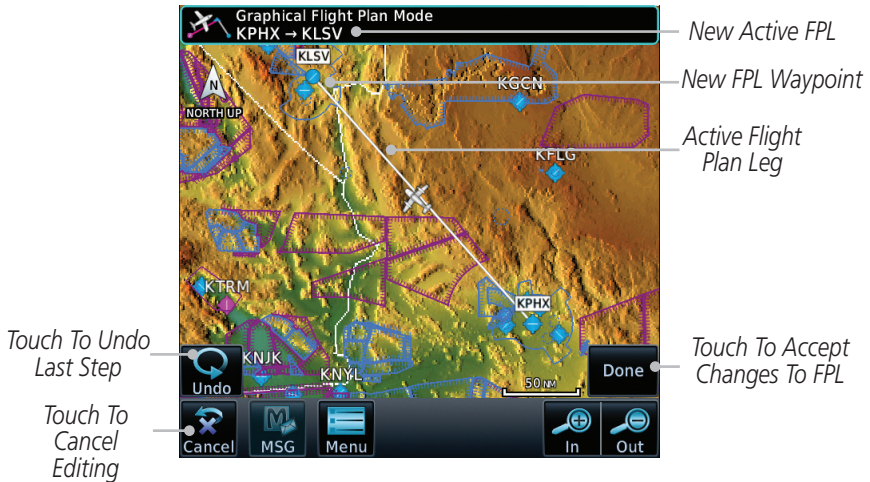 Graphical Flight Plan Mode
KPHX → KLSV
New Active FPL
KLSV
New FPL Waypoint
KGCN
N
NORTH UP
Active Flight
Plan Leg
KFLG
KTRM
KPHX
Touch To Undo
Last Step
Undo
KNJK
KNYL
50 NM
Done
Touch To Accept
Changes To FPL
Touch To
Cancel
Editing
Cancel
MSG
Menu
In
Out